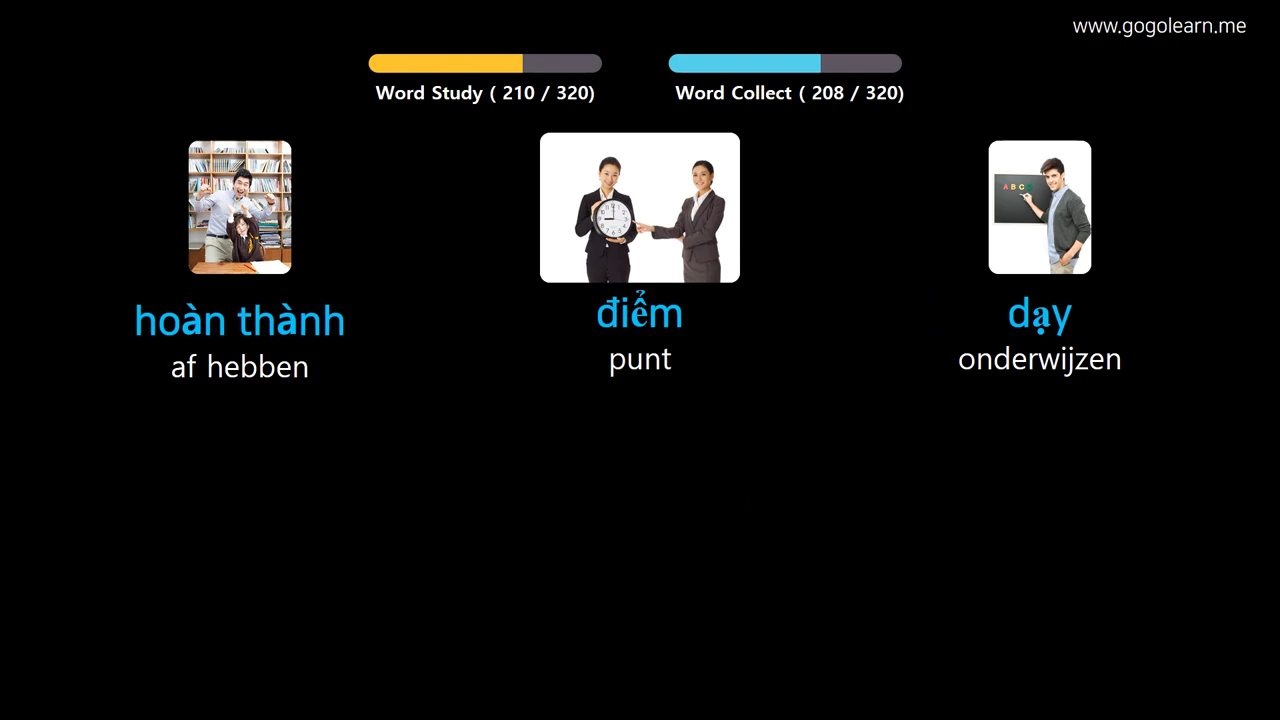 www.gogolearn.me
Word Study ( 210 / 320)
Word Collect ( 208 / 320)
A B C
hoàn thành
af hebben
điểm
punt
dạy
onderwijzen